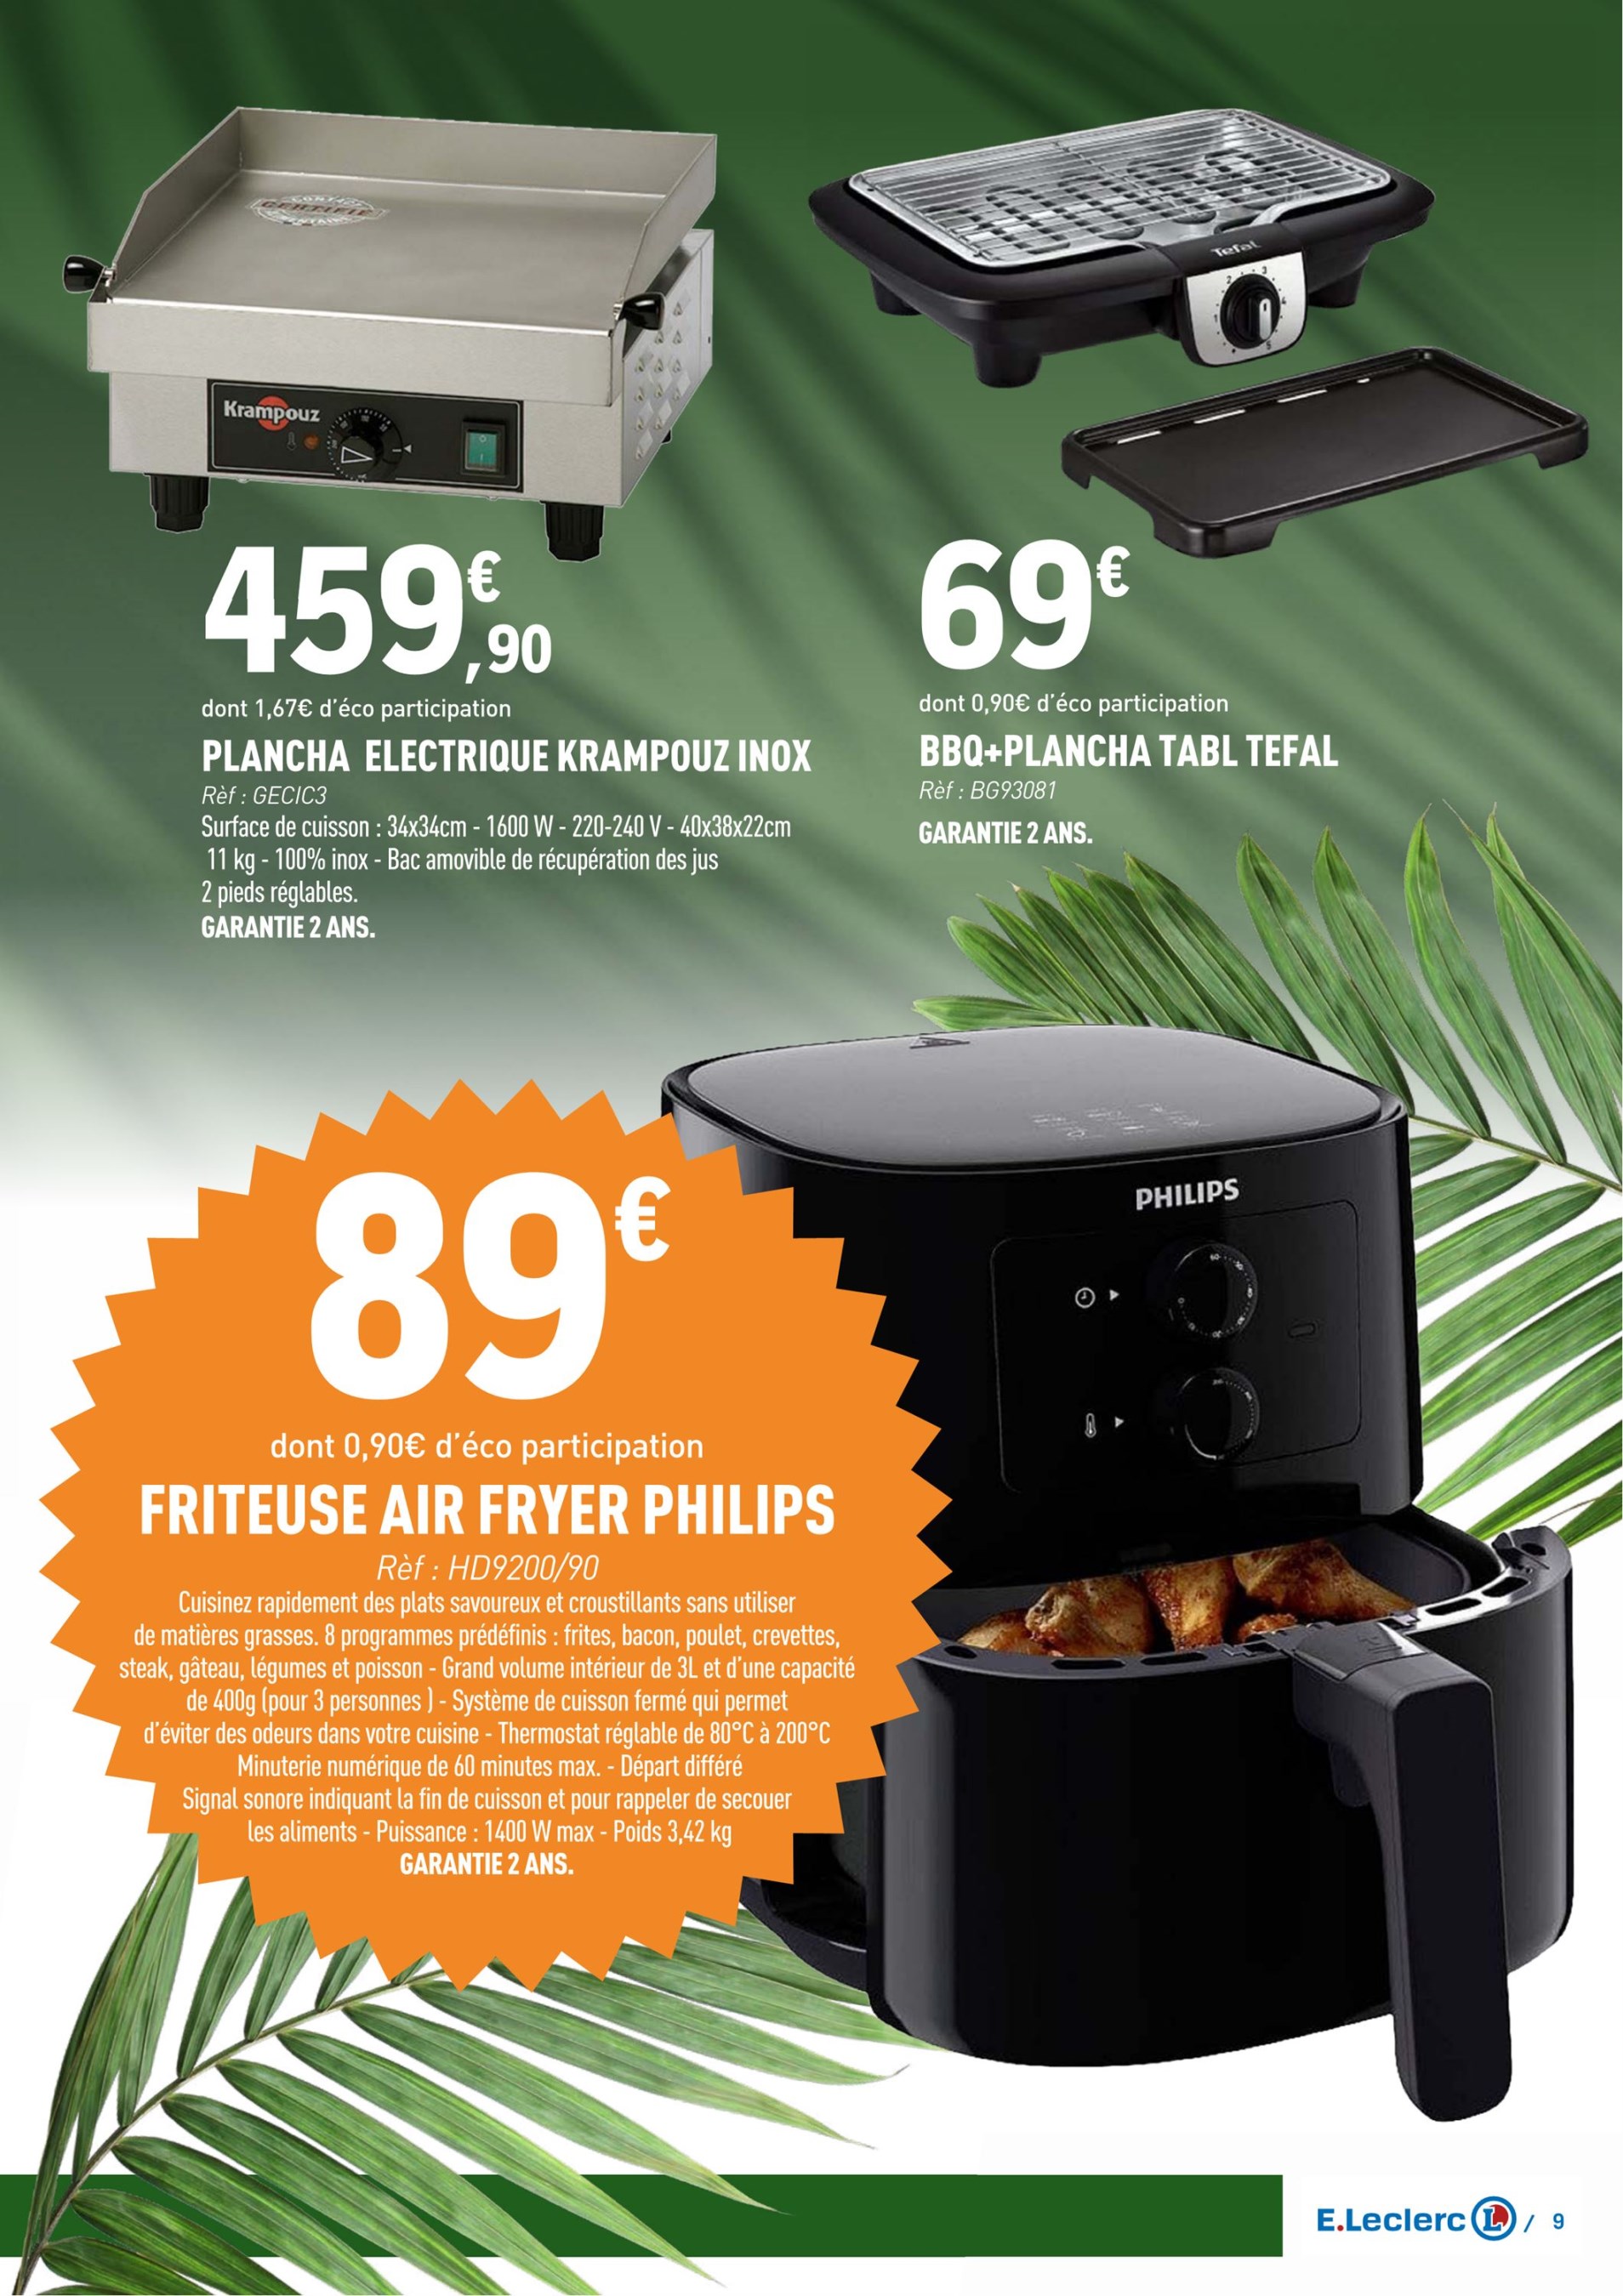 Krampouz
Tefal
459€,90
dont 1,67€ d'éco participation
PLANCHA ELECTRIQUE KRAMPOUZ INOX
Rèf : GECIC3
Surface de cuisson : 34x34cm - 1600 W - 220-240 V - 40x38x22cm
11 kg - 100% inox - Bac amovible de récupération des jus
2 pieds réglables.
GARANTIE 2 ANS.
69€
dont 0,90€ d'éco participation
BBQ+PLANCHA TABL TEFAL
Rèf : BG93081
GARANTIE 2 ANS.
PHILIPS
89€
dont 0,90€ d'éco participation
FRITEUSE AIR FRYER PHILIPS
Rèf : HD9200/90
Cuisinez rapidement des plats savoureux et croustillants sans utiliser
de matières grasses. 8 programmes prédéfinis : frites, bacon, poulet, crevettes,
steak, gâteau, légumes et poisson - Grand volume intérieur de 3L et d'une capacité
de 400g (pour 3 personnes ) - Système de cuisson fermé qui permet
d'éviter des odeurs dans votre cuisine - Thermostat réglable de 80°C à 200°C
Minuterie numérique de 60 minutes max. - Départ différé
Signal sonore indiquant la fin de cuisson et pour rappeler de secouer
les aliments - Puissance : 1400 W max - Poids 3,42 kg
GARANTIE 2 ANS.
E.Leclerc L / 9